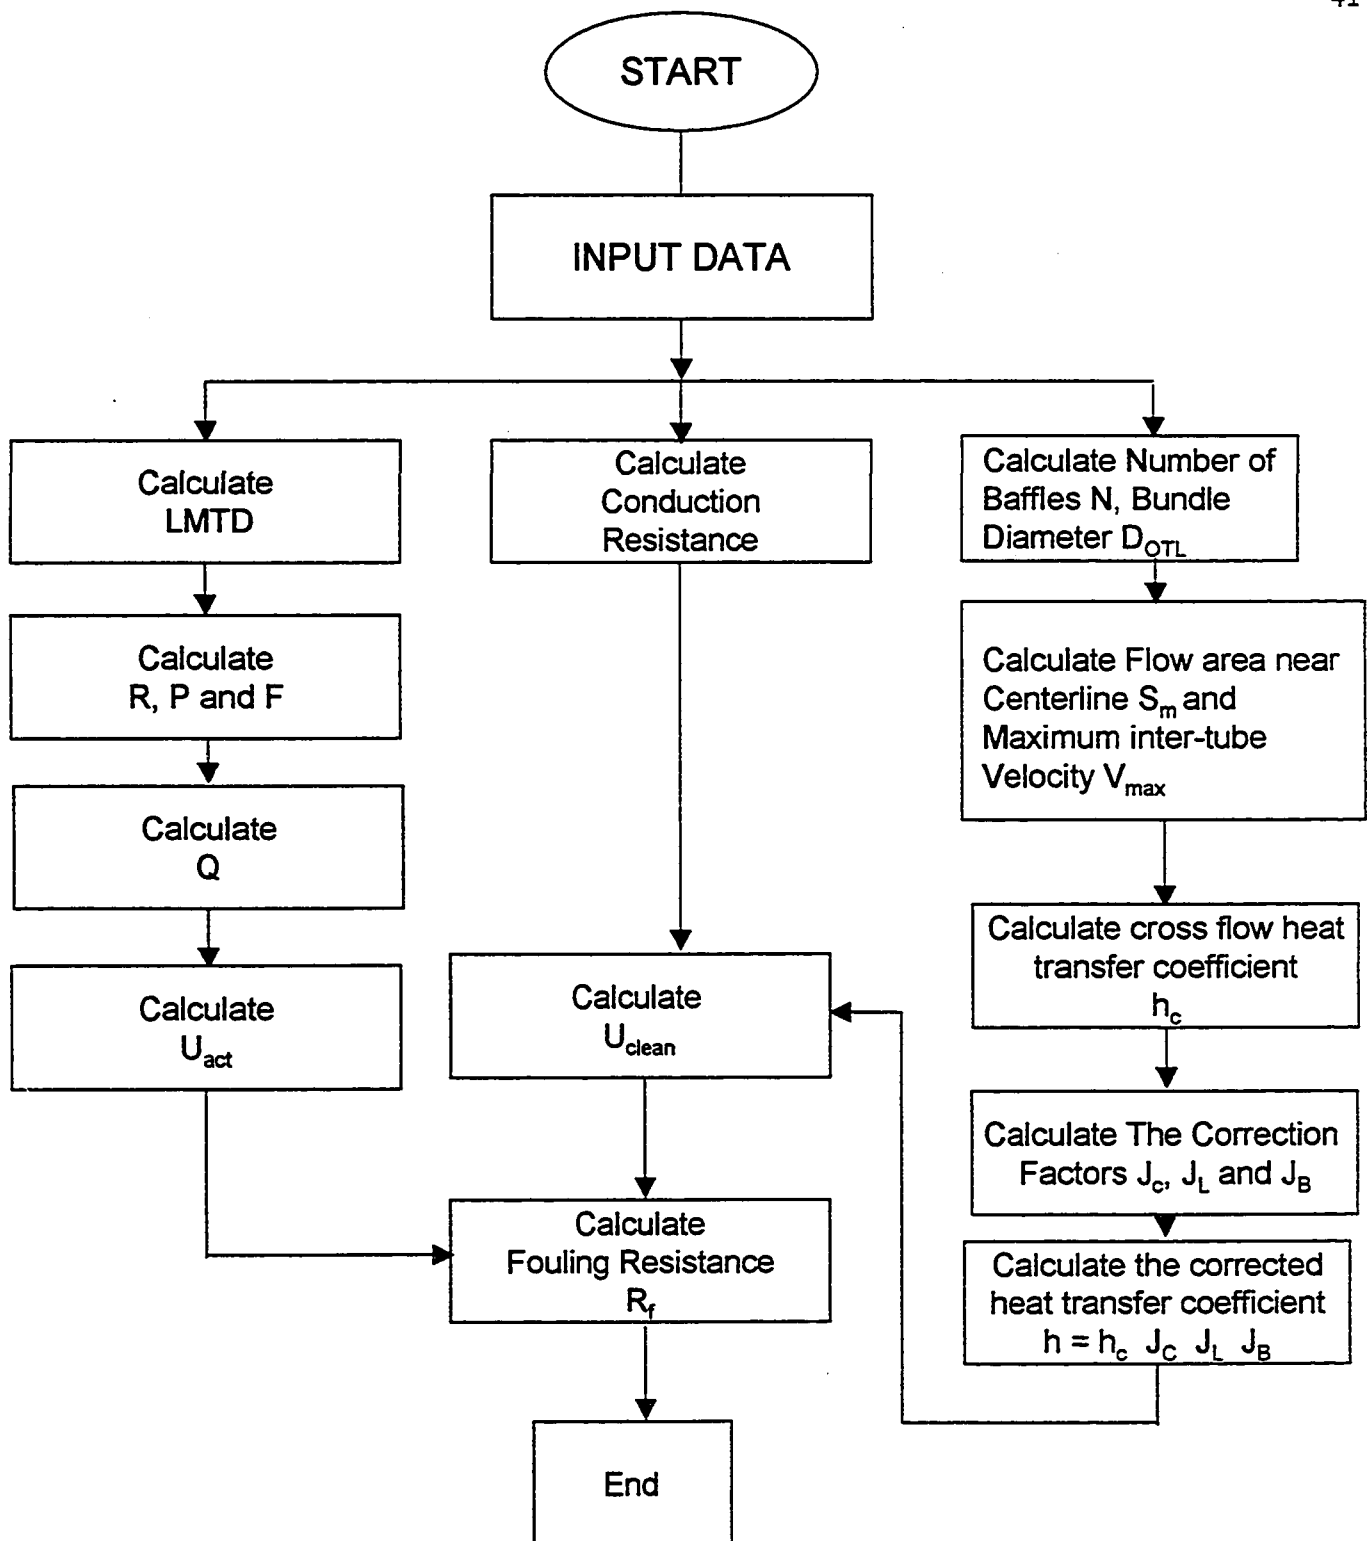 41
START
INPUT DATA
Calculate
LMTD
Calculate
R, P and F
Calculate
Q
Calculate
U_act
Calculate
Conduction
Resistance
Calculate
U_clean
Calculate
Fouling Resistance
R_f
End
Calculate Number of
Baffles N, Bundle
Diameter D_OTL
Calculate Flow area near
Centerline S_m and
Maximum inter-tube
Velocity V_max
Calculate cross flow heat
transfer coefficient
h_c
Calculate The Correction
Factors J_c, J_L and J_B
Calculate the corrected
heat transfer coefficient
h = h_c J_C J_L J_B